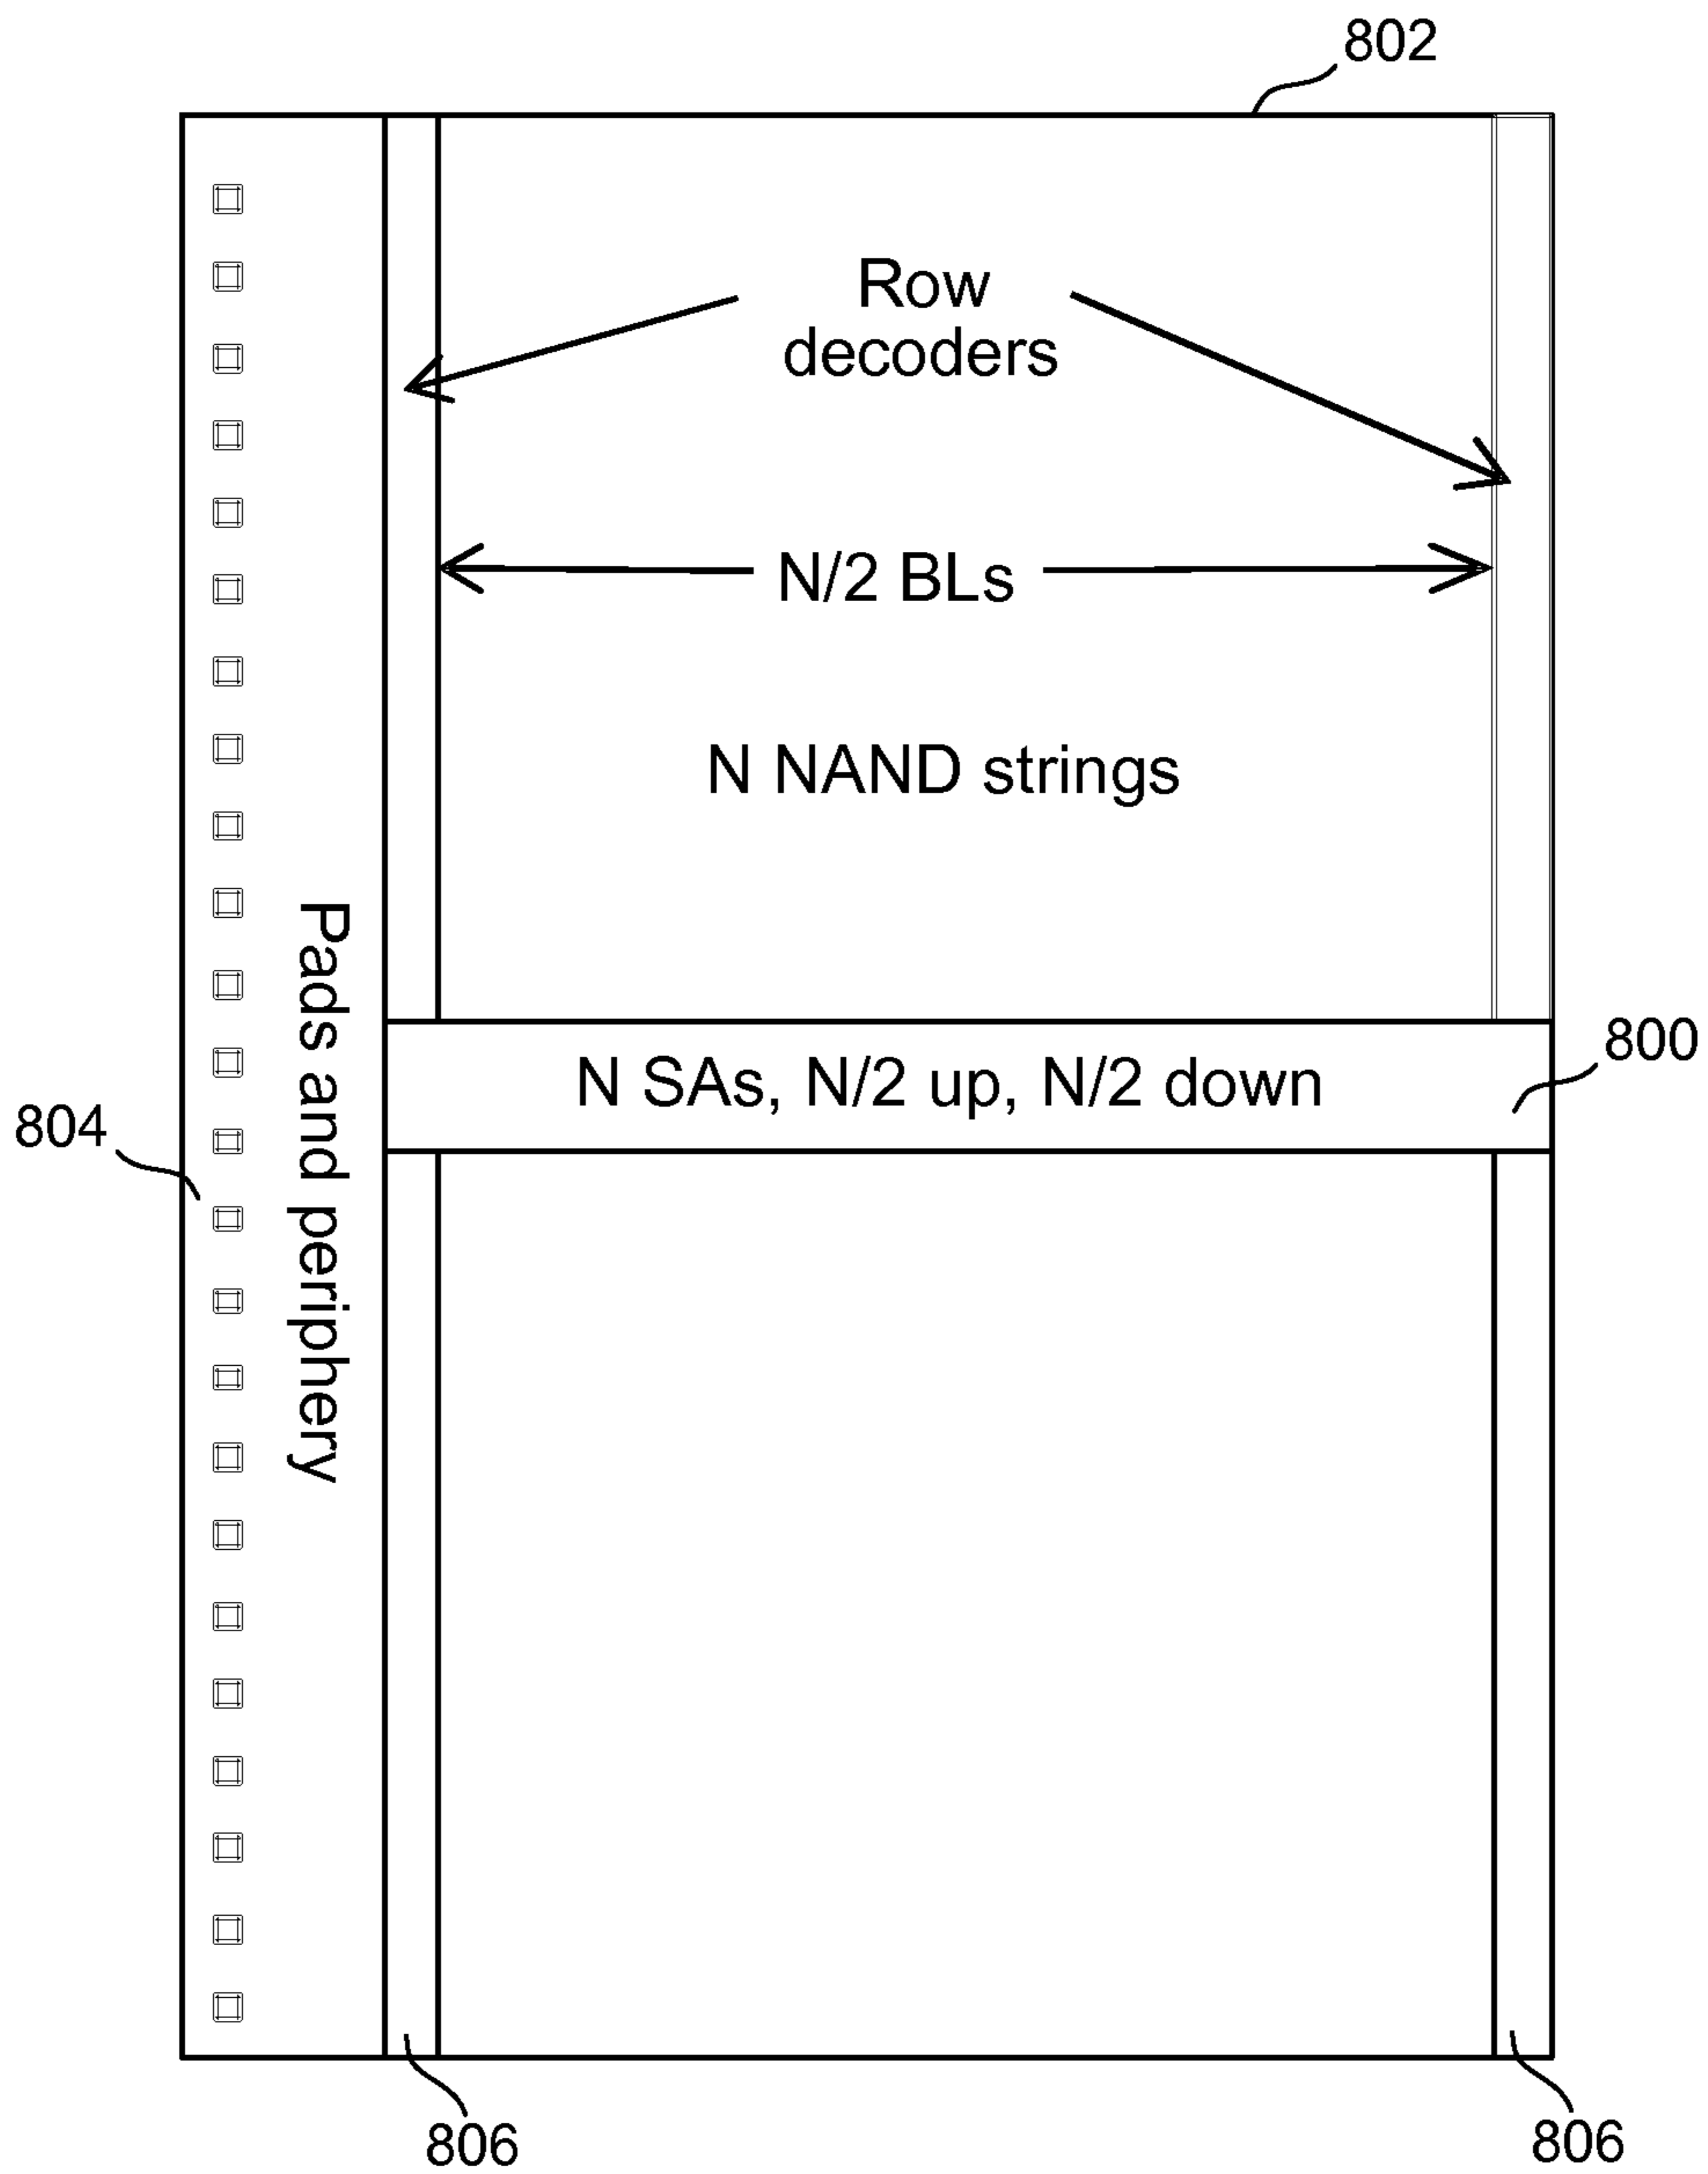 802
Row
decoders
N/2 BLs
N NAND strings
Pads and periphery
N SAs, N/2 up, N/2 down
800
804
806
806